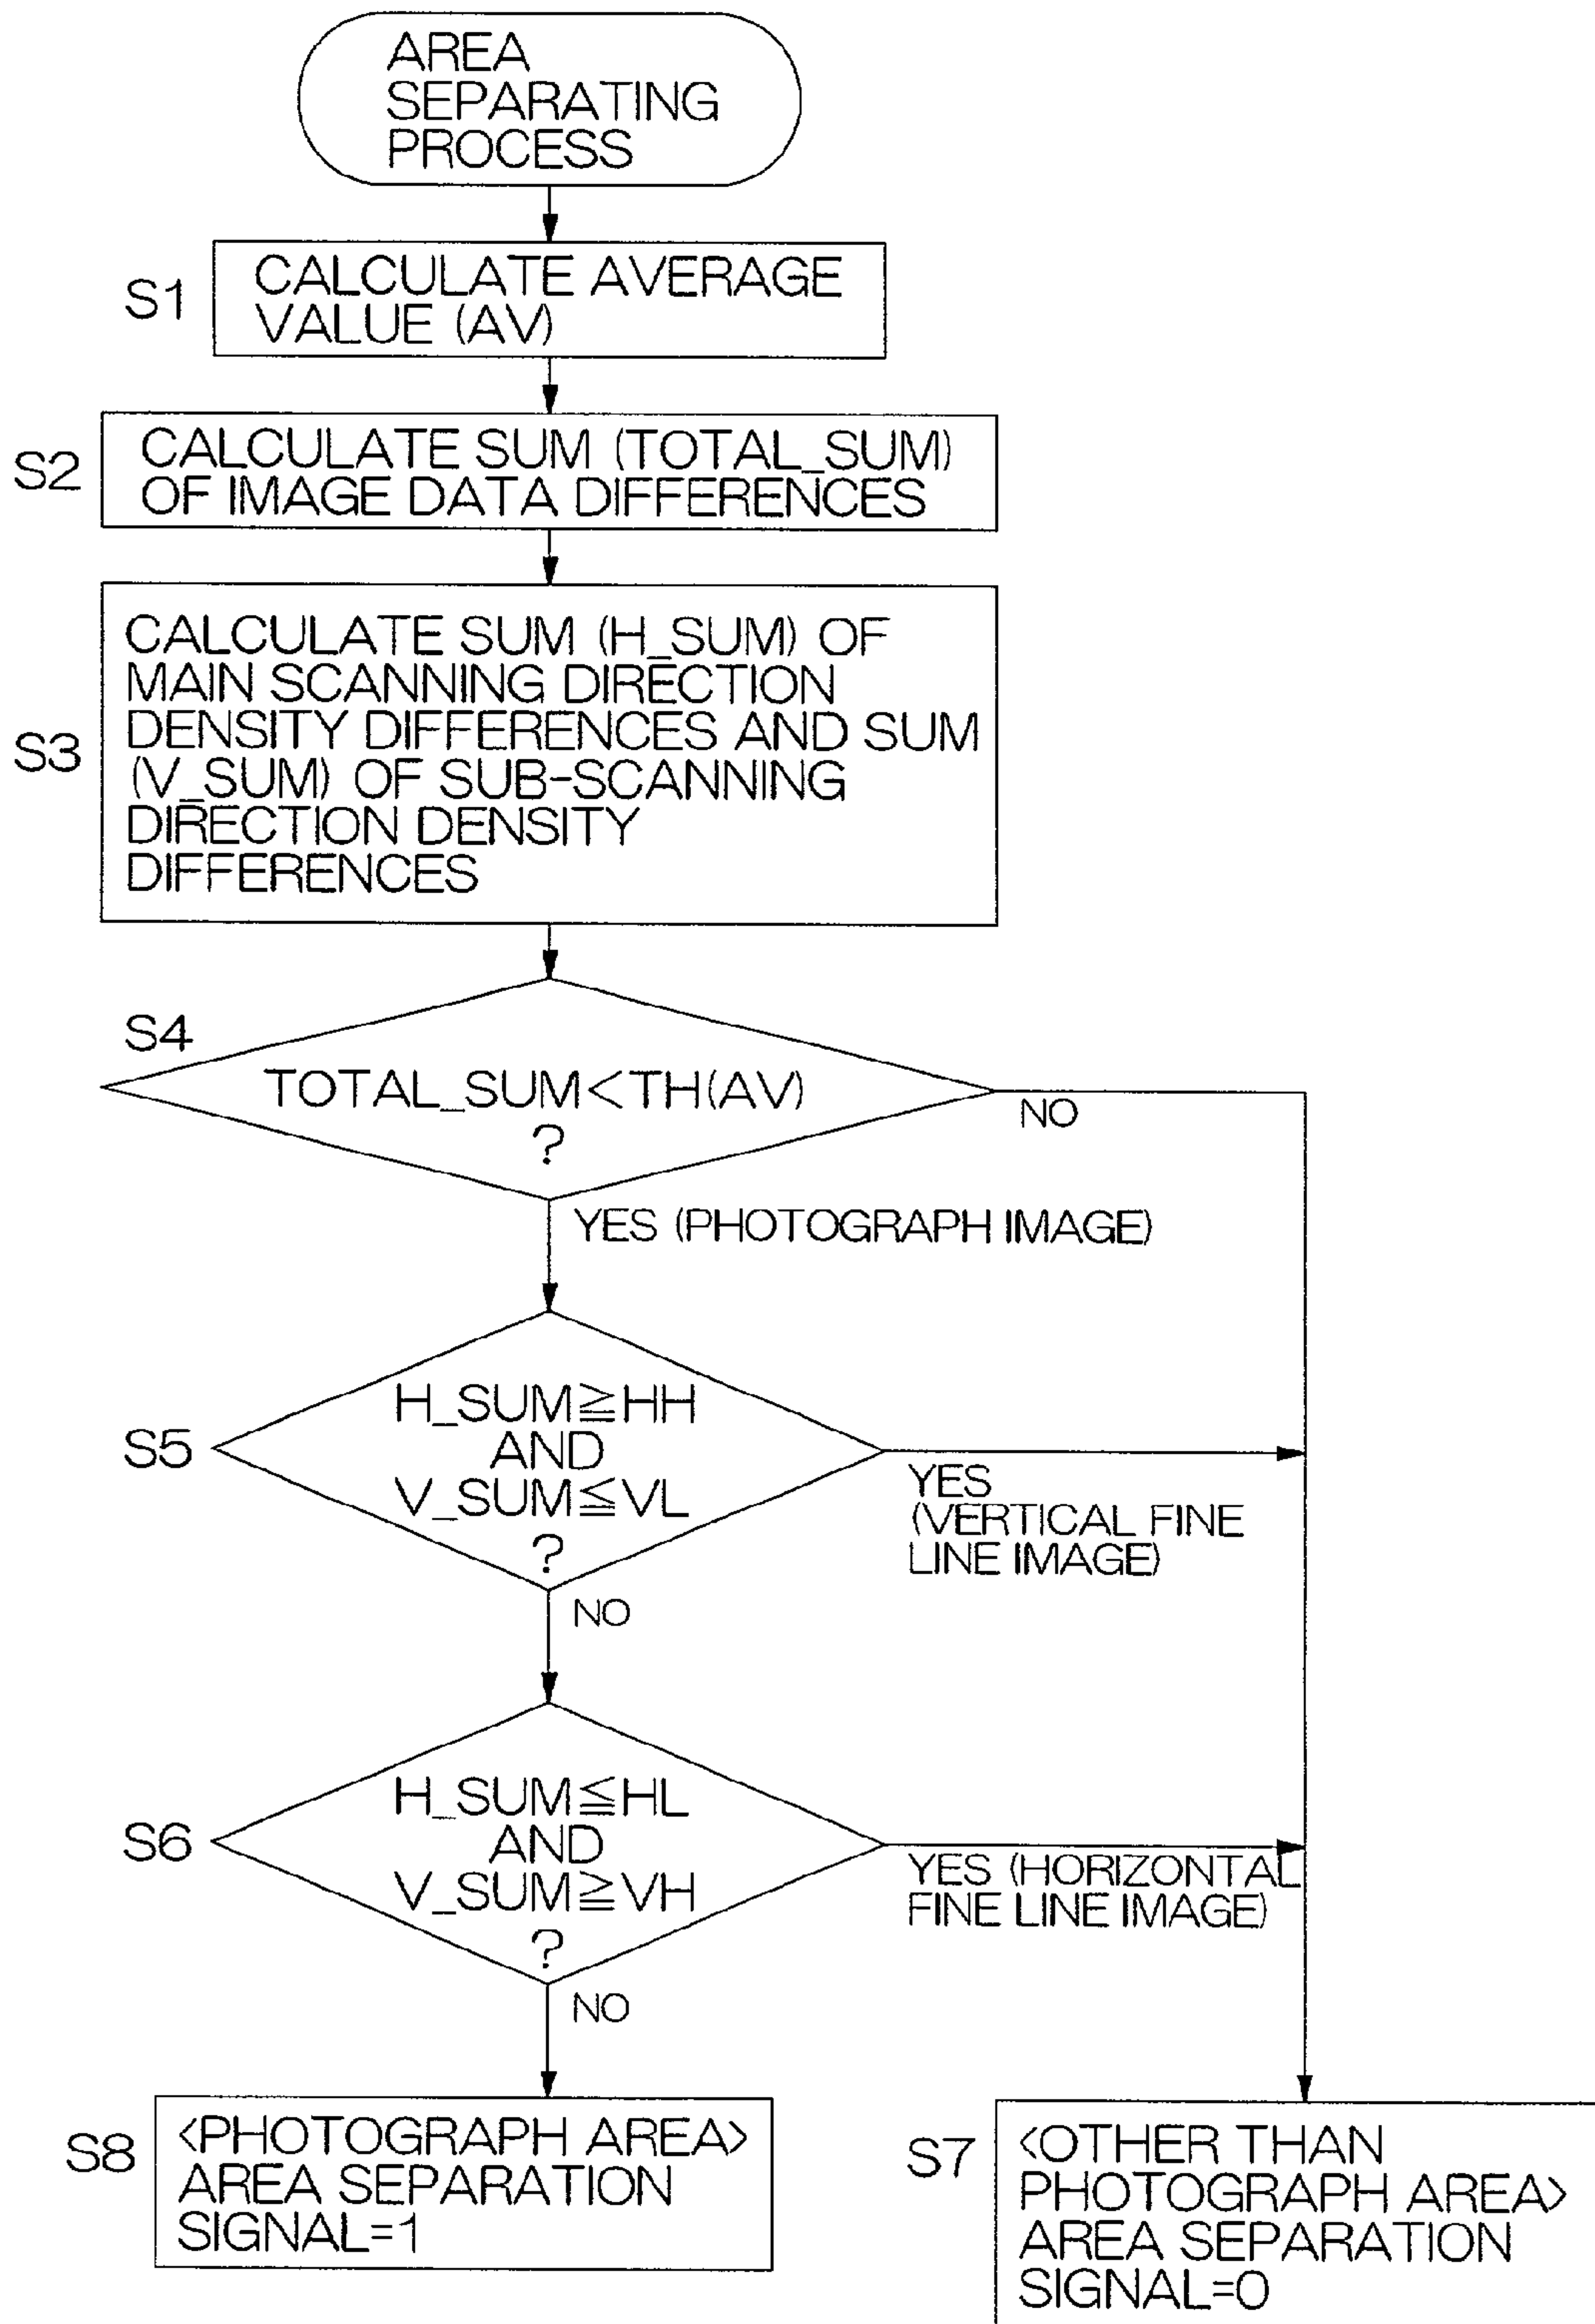 AREA
SEPARATING
PROCESS
S1
CALCULATE AVERAGE
VALUE (AV)
S2
CALCULATE SUM (TOTAL_SUM)
OF IMAGE DATA DIFFERENCES
S3
CALCULATE SUM (H_SUM) OF
MAIN SCANNING DIRECTION
DENSITY DIFFERENCES AND SUM
(V_SUM) OF SUB-SCANNING
DIRECTION DENSITY
DIFFERENCES
S4
TOTAL_SUM<TH(AV)
?
NO
YES (PHOTOGRAPH IMAGE)
S5
H_SUM≧HH
AND
V_SUM≦VL
?
YES
(VERTICAL FINE
LINE IMAGE)
NO
S6
H_SUM≦HL
AND
V_SUM≧VH
?
YES (HORIZONTAL
FINE LINE IMAGE)
NO
S8
<PHOTOGRAPH AREA>
AREA SEPARATION
SIGNAL=1
S7
<OTHER THAN
PHOTOGRAPH AREA>
AREA SEPARATION
SIGNAL=0